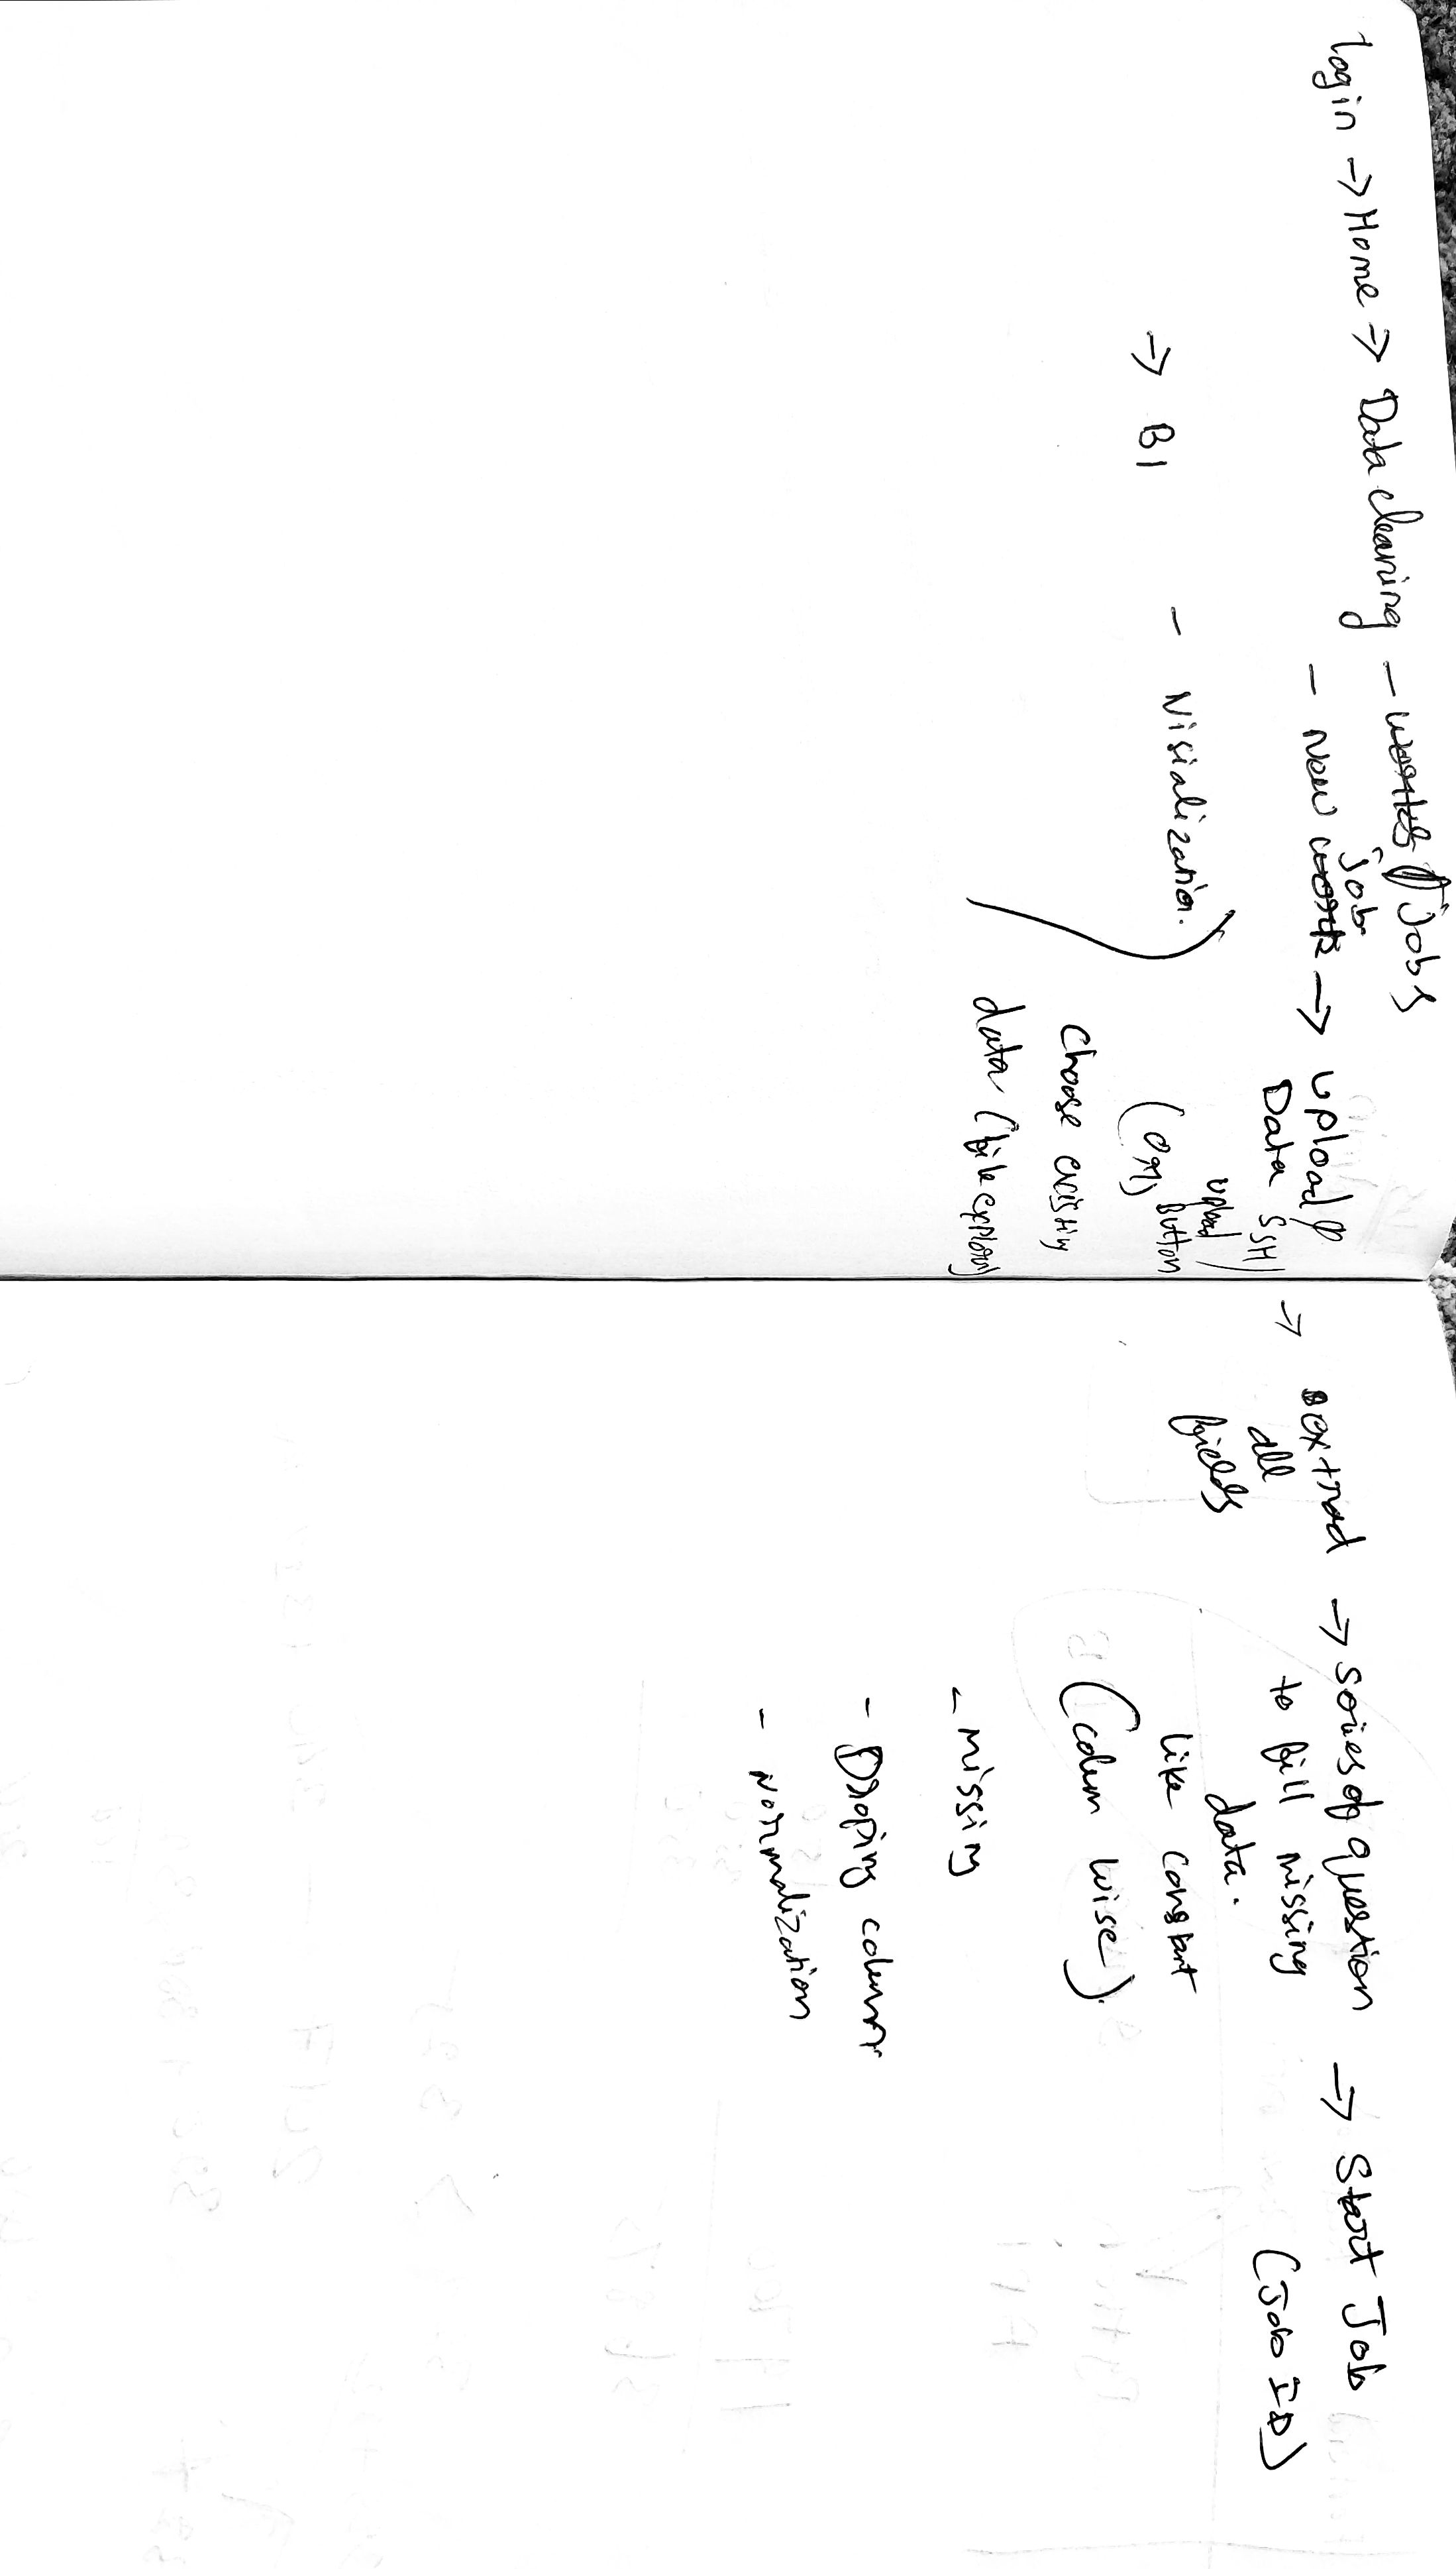 login → Home → Data cleaning - works Jobs
- New work job → upload
Data SSH/
upload
button
(or)
choose existing
data (file explorer)
→ BI - Visialization.
→ extract
all
fields
→ series of question
to fill missing
data.
like constant
(colum wise).
- missing
- Droping column
- Normalization
→ Start Job
(Job ID)